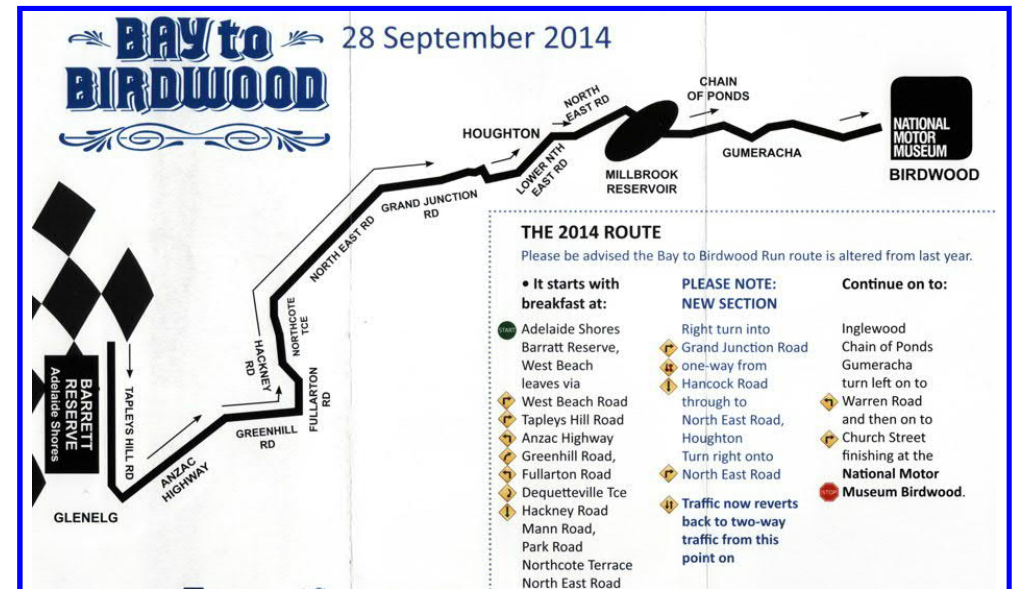 BAY to
BIRDWOOD
28 September 2014
CHAIN
OF PONDS
NORTH
EAST RD
HOUGHTON
LOWER NTH
EAST RD
MILLBROOK
RESERVOIR
GUMERACHA
NATIONAL
MOTOR
MUSEUM
BIRDWOOD
GRAND JUNCTION
RD
NORTH EAST RD
NORTHCOTE
TCE
HACKNEY
RD
FULLARTON
RD
GREENHILL
RD
ANZAC
HIGHWAY
TAPLEYS HILL RD
BARRETT
RESERVE
Adelaide Shores
GLENELG
THE 2014 ROUTE
Please be advised the Bay to Birdwood Run route is altered from last year.
• It starts with
breakfast at:
START
Adelaide Shores
Barratt Reserve,
West Beach
leaves via
West Beach Road
Tapleys Hill Road
Anzac Highway
Greenhill Road,
Fullarton Road
Dequetteville Tce
Hackney Road
Mann Road,
Park Road
Northcote Terrace
North East Road
PLEASE NOTE:
NEW SECTION
Right turn into
Grand Junction Road
one-way from
Hancock Road
through to
North East Road,
Houghton
Turn right onto
North East Road
Traffic now reverts
back to two-way
traffic from this
point on
Continue on to:
Inglewood
Chain of Ponds
Gumeracha
turn left on to
Warren Road
and then on to
Church Street
finishing at the
National Motor
STOP
Museum Birdwood.